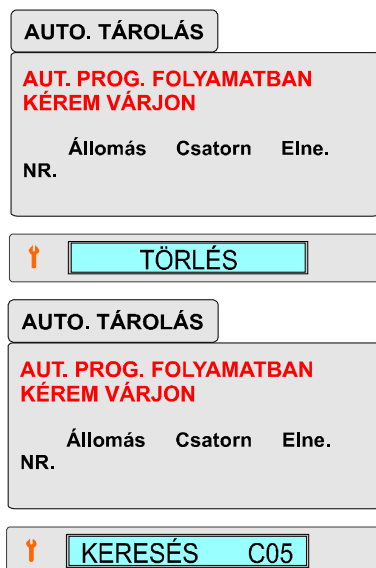 AUTO. TÁROLÁS
AUT. PROG. FOLYAMATBAN
KÉREM VÁRJON
Állomás Csatorn Elne.
NR.
TÖRLÉS
AUTO. TÁROLÁS
AUT. PROG. FOLYAMATBAN
KÉREM VÁRJON
Állomás Csatorn Elne.
NR.
KERESÉS C05